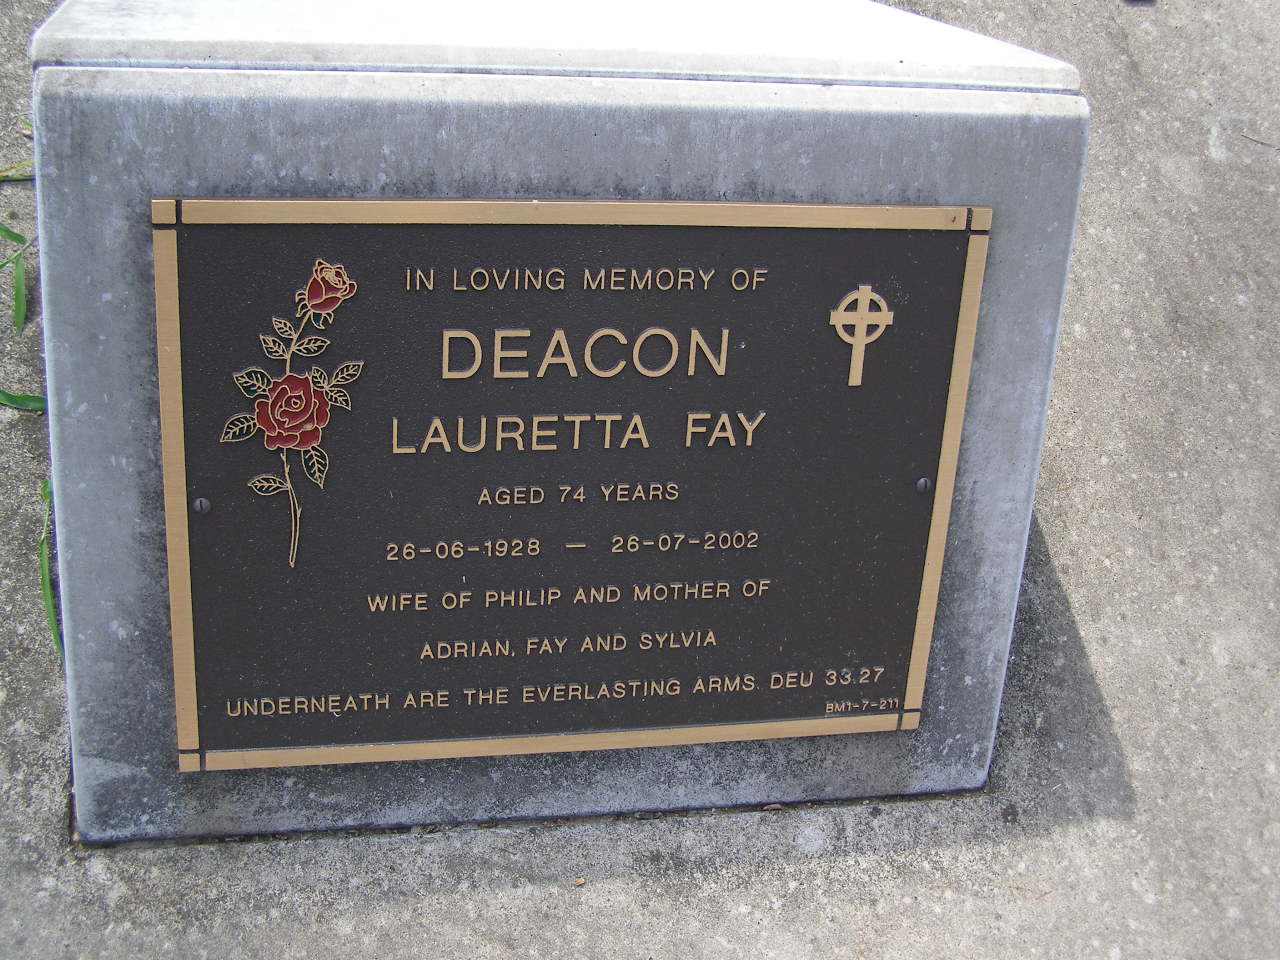 IN LOVING MEMORY OF
DEACON
LAURETTA FAY
AGED 74 YEARS
26-06-1928 — 26-07-2002
WIFE OF PHILIP AND MOTHER OF
ADRIAN, FAY AND SYLVIA
UNDERNEATH ARE THE EVERLASTING ARMS. DEU 33.27
BM1-7-211